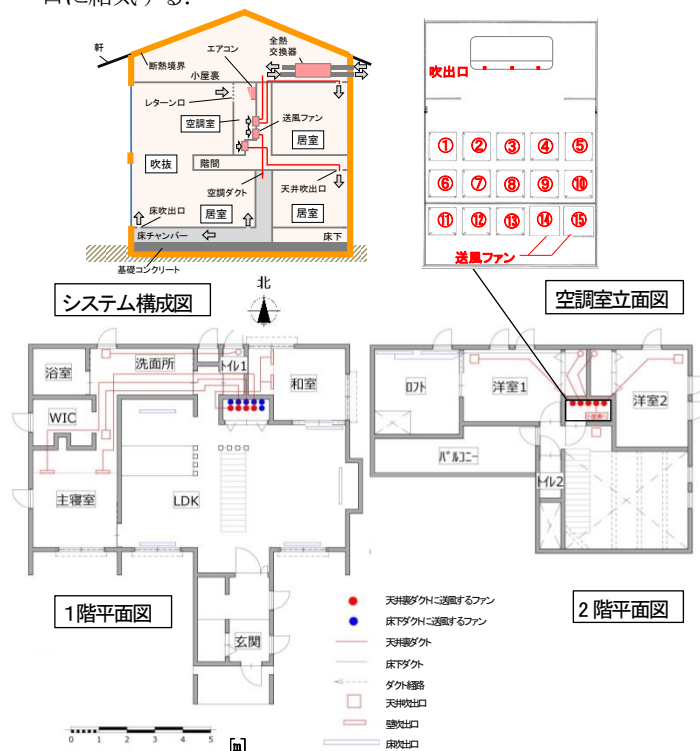 口に給気する.
軒
断熱境界
小屋裏
エアコン
全熱
交換器
レターン口
空調室
送風ファン
居室
吹抜
階間
空調ダクト
天井吹出口
床吹出口
居室
居室
床チャンバー
床下
基礎コンクリート
システム構成図
吹出口
① ② ③ ④ ⑤
⑥ ⑦ ⑧ ⑨ ⑩
⑪ ⑫ ⑬ ⑭ ⑮
送風ファン
空調室立面図
北
浴室
洗面所
トイレ1
和室
WIC
主寝室
LDK
玄関
1階平面図
ロフト
洋室1
洋室2
バルコニー
トイレ2
2階平面図
天井裏ダクトに送風するファン
床下ダクトに送風するファン
天井裏ダクト
床下ダクト
ダクト経路
天井吹出口
壁吹出口
床吹出口
0 1 2 3 4 5 [m]